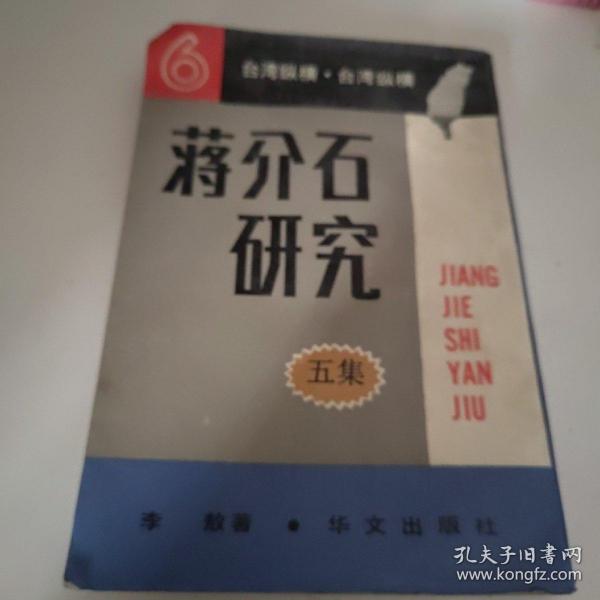 6
台湾纵横·台湾纵横
蒋介石
研究
JIANG
JIE
SHI
YAN
JIU
五集
李敖著·华文出版社
孔夫子旧书网
www.kongfz.com